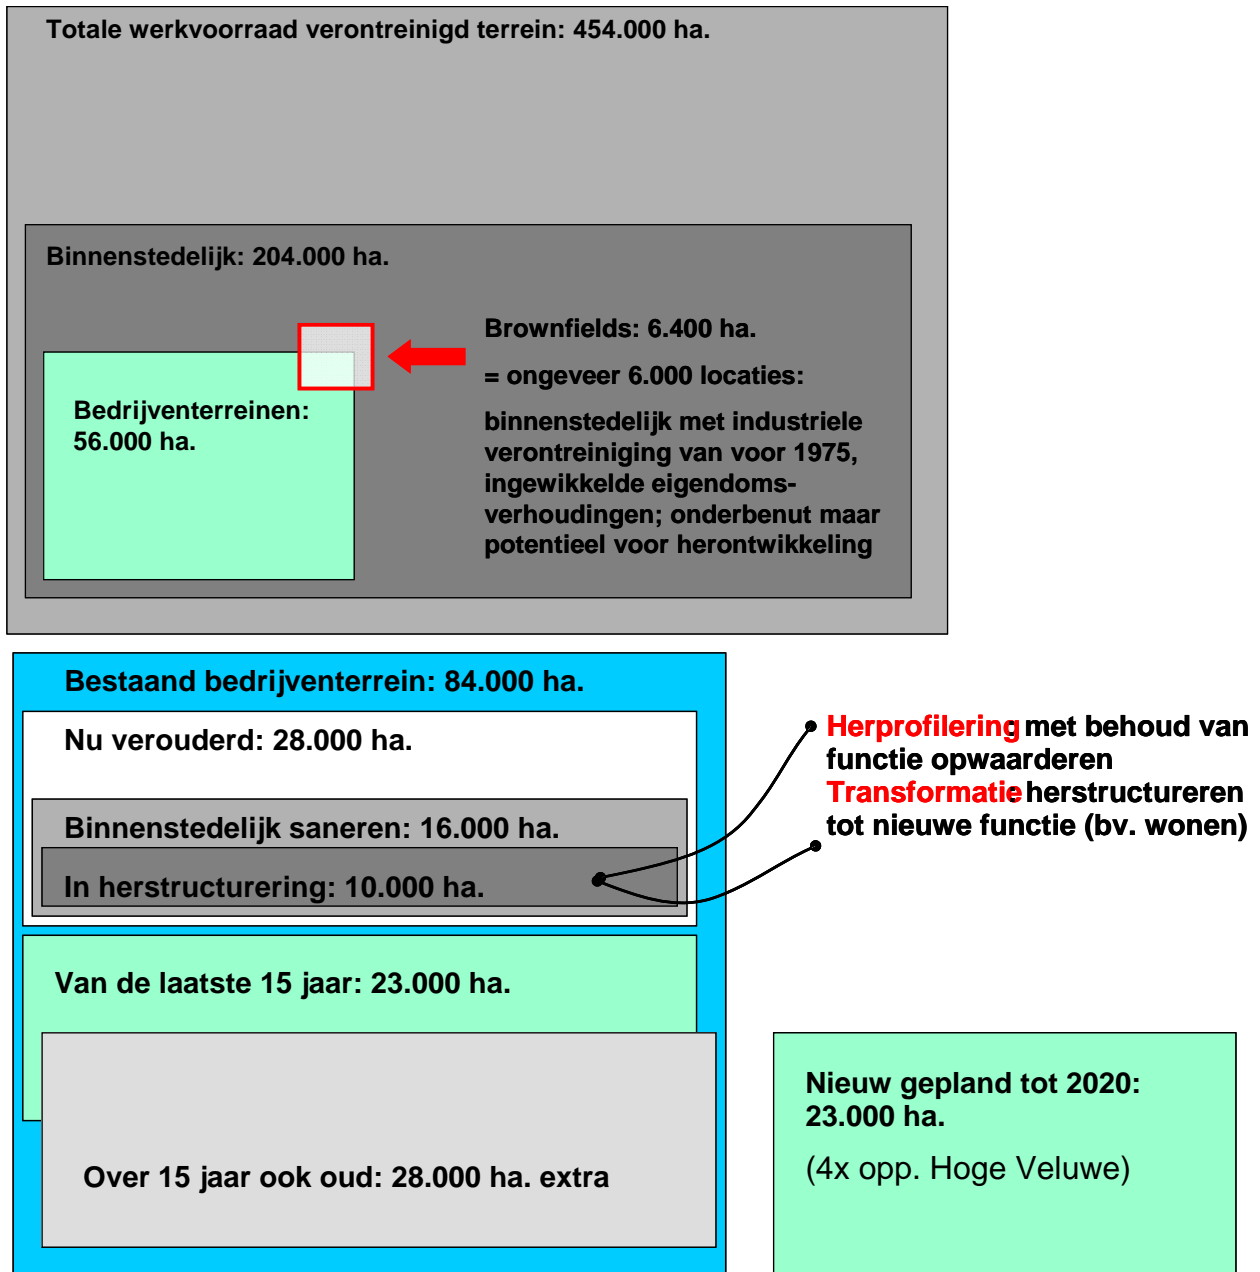 Totale werkvoorraad verontreinigd terrein: 454.000 ha.
Binnenstedelijk: 204.000 ha.
Brownfields: 6.400 ha.
= ongeveer 6.000 locaties:
binnenstedelijk met industriele
verontreiniging van voor 1975,
ingewikkelde eigendoms-
verhoudingen; onderbenut maar
potentieel voor herontwikkeling
Bedrijventerreinen:
56.000 ha.
Bestaand bedrijventerrein: 84.000 ha.
Nu verouderd: 28.000 ha.
Binnenstedelijk saneren: 16.000 ha.
In herstructurering: 10.000 ha.
Herprofilering: met behoud van
functie opwaarderen
Transformatie: herstructureren
tot nieuwe functie (bv. wonen)
Van de laatste 15 jaar: 23.000 ha.
Over 15 jaar ook oud: 28.000 ha. extra
Nieuw gepland tot 2020:
23.000 ha.
(4x opp. Hoge Veluwe)